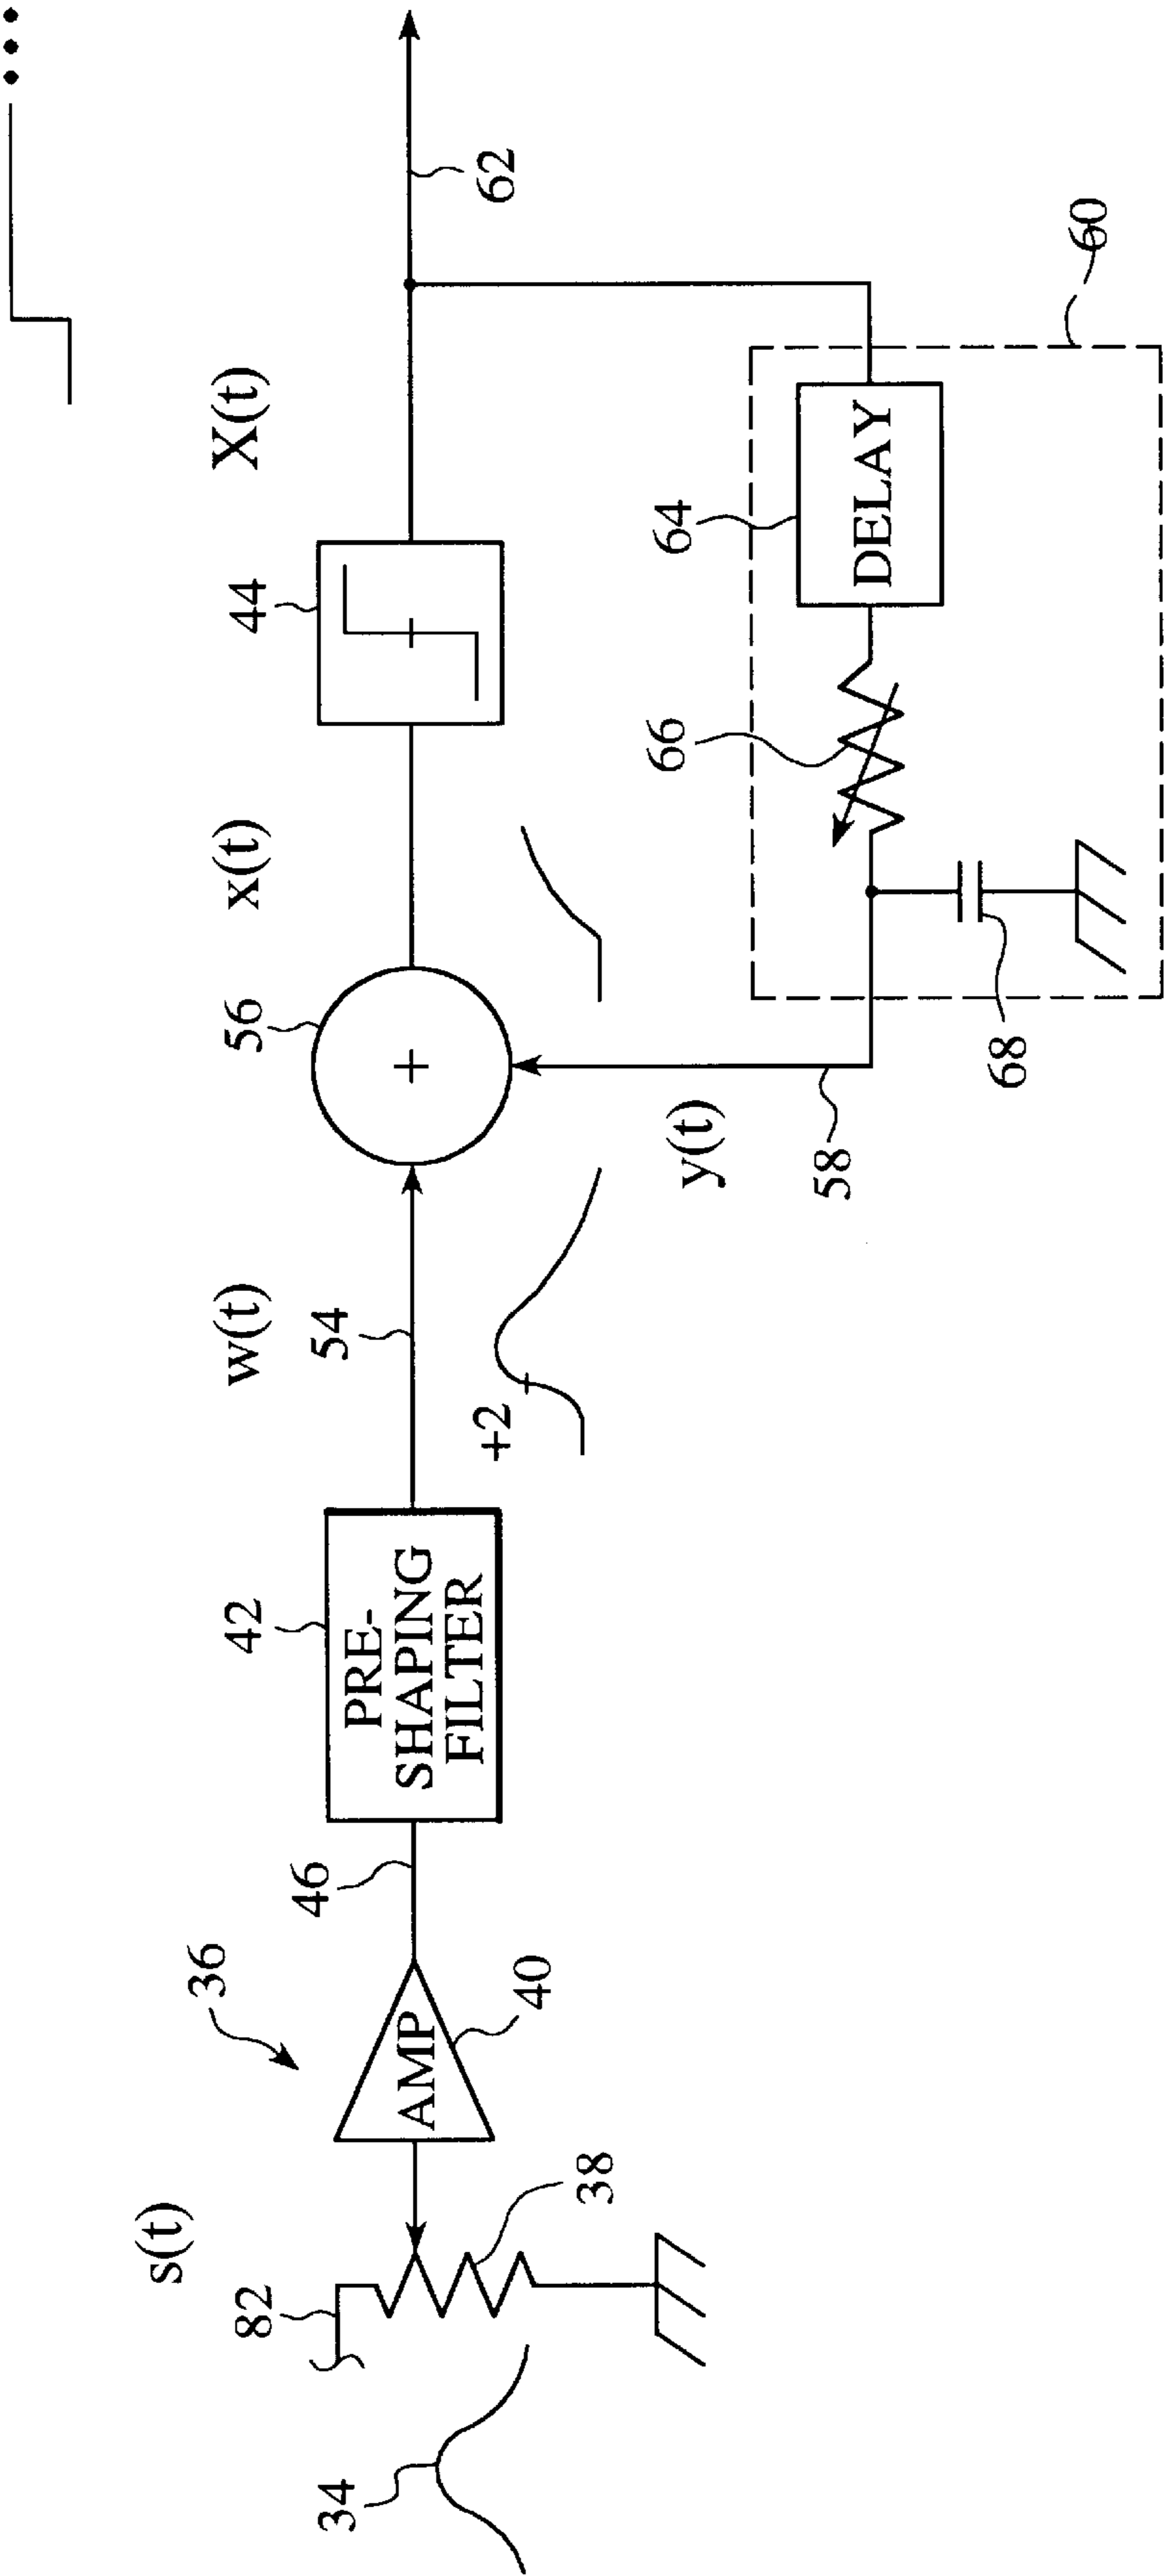 s(t)
82
34
38
36
AMP
40
46
42
PRE-
SHAPING
FILTER
w(t)
54
+2
56
+
x(t)
y(t)
58
44
X(t)
62
60
64
DELAY
66
68